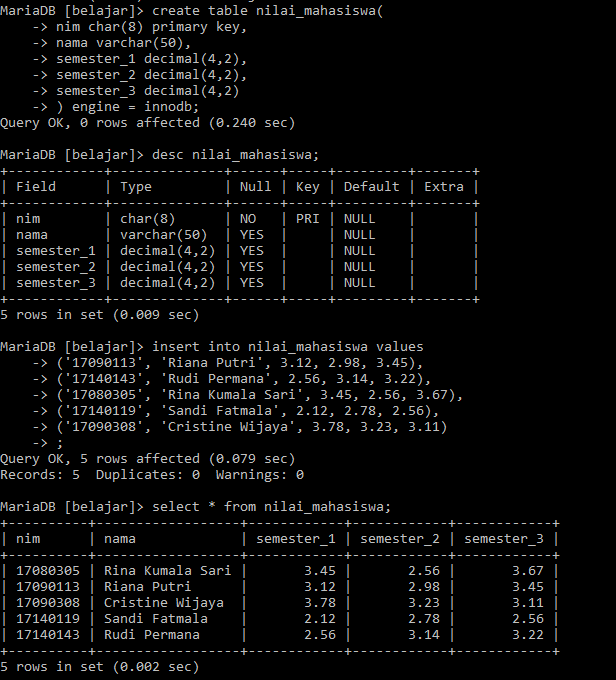 MariaDB [belajar]> create table nilai_mahasiswa(
    -> nim char(8) primary key,
    -> nama varchar(50),
    -> semester_1 decimal(4,2),
    -> semester_2 decimal(4,2),
    -> semester_3 decimal(4,2)
    -> ) engine = innodb;
Query OK, 0 rows affected (0.240 sec)
MariaDB [belajar]> desc nilai_mahasiswa;
+------------+--------------+------+-----+---------+-------+
| Field      | Type         | Null | Key | Default | Extra |
+------------+--------------+------+-----+---------+-------+
| nim        | char(8)      | NO   | PRI | NULL    |       |
| nama       | varchar(50)  | YES  |     | NULL    |       |
| semester_1 | decimal(4,2) | YES  |     | NULL    |       |
| semester_2 | decimal(4,2) | YES  |     | NULL    |       |
| semester_3 | decimal(4,2) | YES  |     | NULL    |       |
+------------+--------------+------+-----+---------+-------+
5 rows in set (0.009 sec)
MariaDB [belajar]> insert into nilai_mahasiswa values
    -> ('17090113', 'Riana Putri', 3.12, 2.98, 3.45),
    -> ('17140143', 'Rudi Permana', 2.56, 3.14, 3.22),
    -> ('17080305', 'Rina Kumala Sari', 3.45, 2.56, 3.67),
    -> ('17140119', 'Sandi Fatmala', 2.12, 2.78, 2.56),
    -> ('17090308', 'Cristine Wijaya', 3.78, 3.23, 3.11)
    -> ;
Query OK, 5 rows affected (0.079 sec)
Records: 5  Duplicates: 0  Warnings: 0
MariaDB [belajar]> select * from nilai_mahasiswa;
+----------+------------------+------------+------------+------------+
| nim      | nama             | semester_1 | semester_2 | semester_3 |
+----------+------------------+------------+------------+------------+
| 17080305 | Rina Kumala Sari |       3.45 |       2.56 |       3.67 |
| 17090113 | Riana Putri      |       3.12 |       2.98 |       3.45 |
| 17090308 | Cristine Wijaya  |       3.78 |       3.23 |       3.11 |
| 17140119 | Sandi Fatmala    |       2.12 |       2.78 |       2.56 |
| 17140143 | Rudi Permana     |       2.56 |       3.14 |       3.22 |
+----------+------------------+------------+------------+------------+
5 rows in set (0.002 sec)